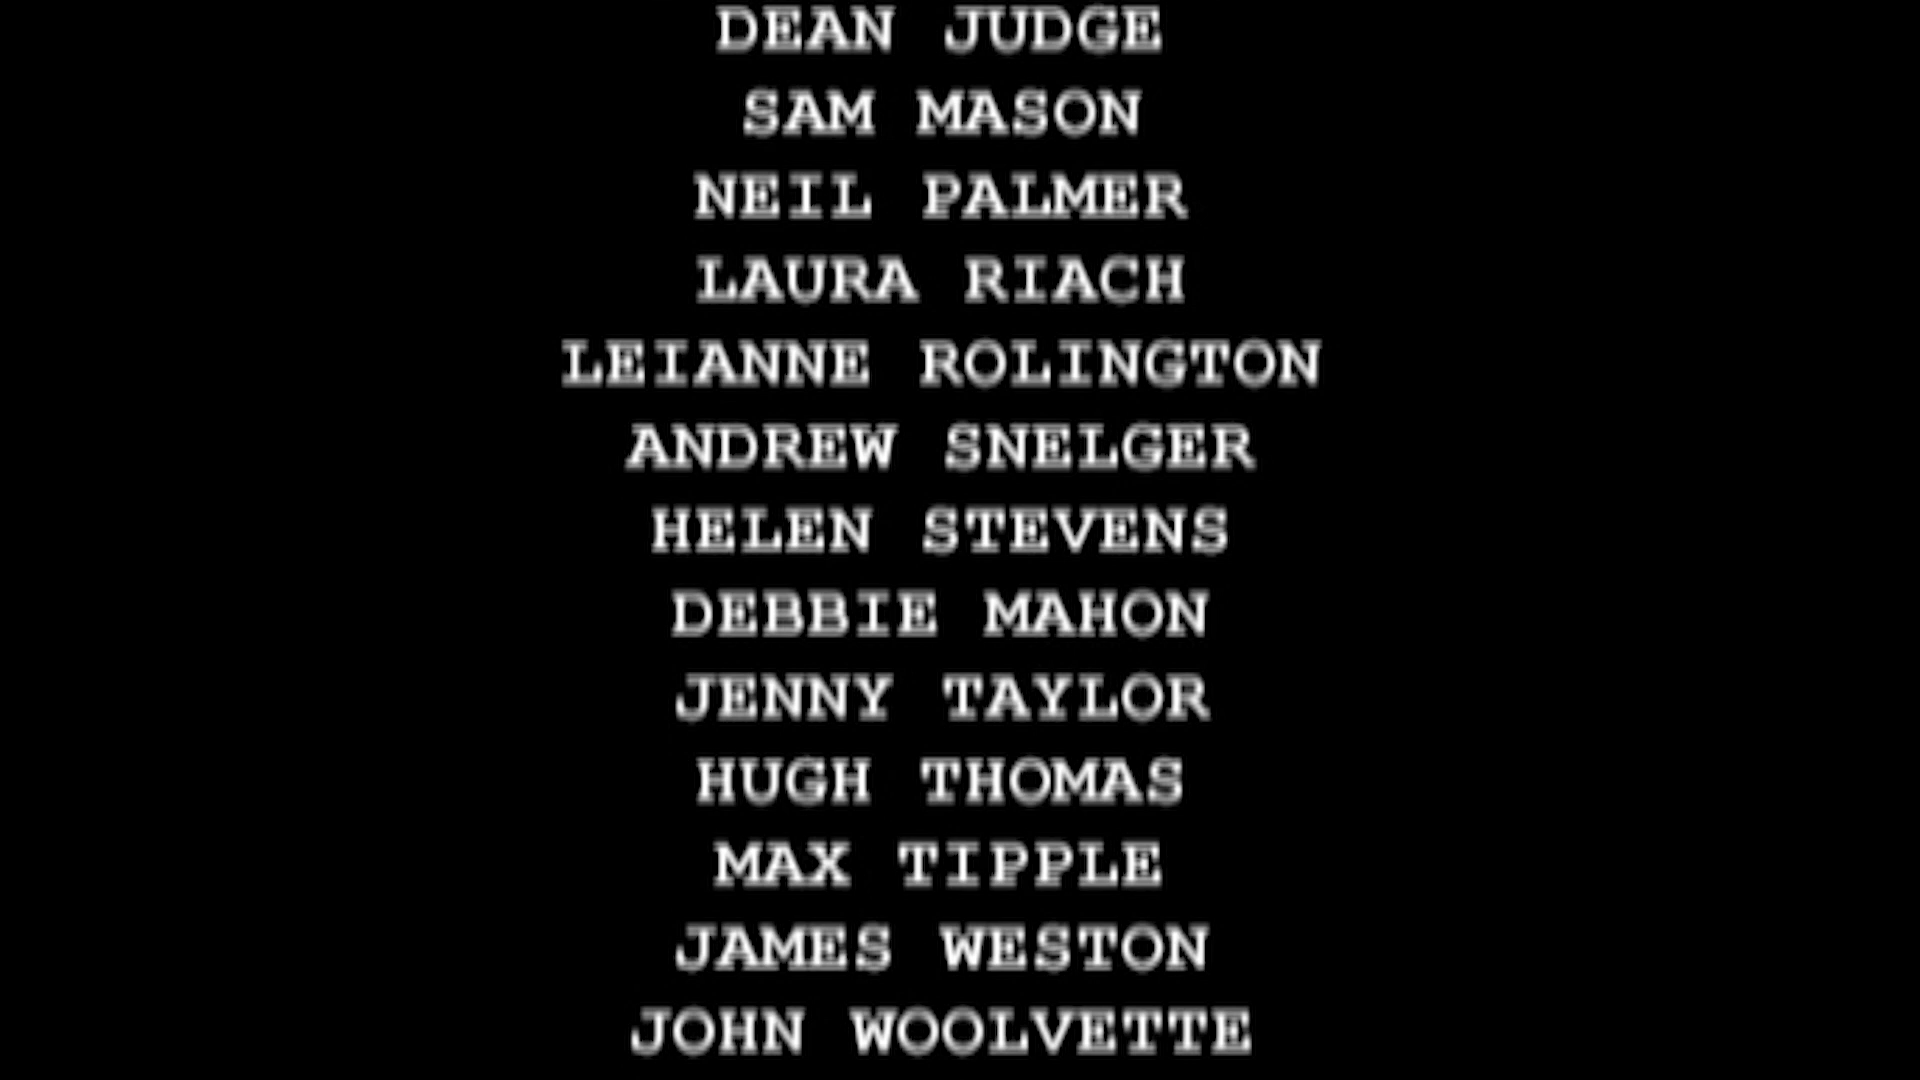 DEAN JUDGE
SAM MASON
NEIL PALMER
LAURA RIACH
LEIANNE ROLINGTON
ANDREW SNELGER
HELEN STEVENS
DEBBIE MAHON
JENNY TAYLOR
HUGH THOMAS
MAX TIPPLE
JAMES WESTON
JOHN WOOLVETTE